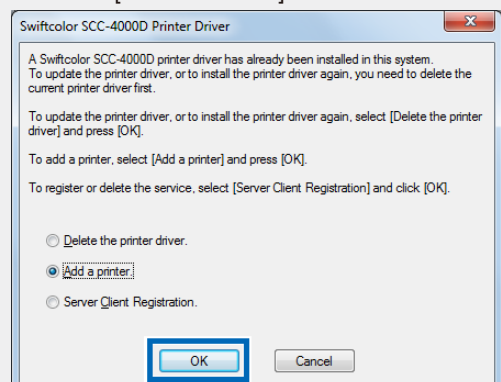 Swiftcolor SCC-4000D Printer Driver
A Swiftcolor SCC-4000D printer driver has already been installed in this system.
To update the printer driver, or to install the printer driver again, you need to delete the
current printer driver first.
To update the printer driver, or to install the printer driver again, select [Delete the printer
driver] and press [OK].
To add a printer, select [Add a printer] and press [OK].
To register or delete the service, select [Server Client Registration] and click [OK].
Delete the printer driver.
Add a printer.
Server Client Registration.
OK Cancel